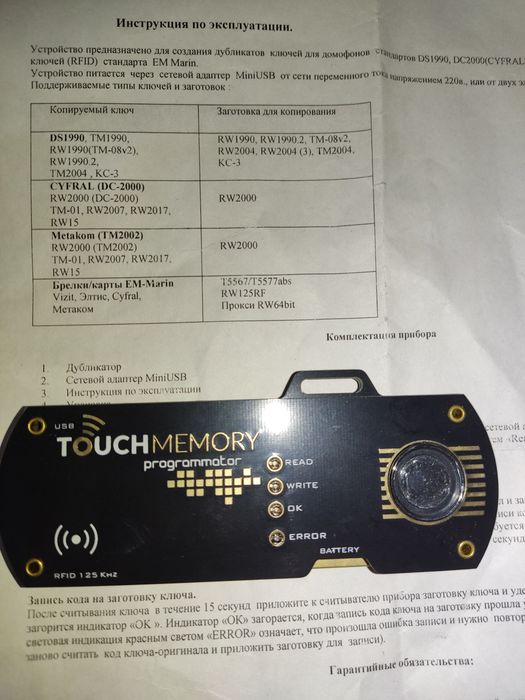 Инструкция по эксплуатации.
Устройство предназначено для создания дубликатов ключей для домофонов стандартов DS1990, DC2000(CYFRAL
ключей (RFID) стандарта EM Marin.
Устройство питается через сетевой адаптер MiniUSB от сети переменного тока напряжением 220в., или от двух
Поддерживаемые типы ключей и заготовок :
Копируемый ключ Заготовка для копирования
DS1990, TM1990, RW1990, RW1990.2, TM-08v2,
RW1990(TM-08v2), RW2004, RW2004 (3), TM2004,
RW1990.2, КС-3
TM2004 , КС-3
CYFRAL (DC-2000)
RW2000 (DC-2000) RW2000
TM-01, RW2007, RW2017,
RW15
Metakom (TM2002)
RW2000 (TM2002) RW2000
TM-01, RW2007, RW2017,
RW15
Брелки/карты EM-Marin T5567/T5577abs
Vizit, Элтис, Cyfral, RW125RF
Метаком Прокси RW64bit
Комплектация прибора
1. Дубликатор
2. Сетевой адаптер MiniUSB
3. Инструкция по эксплуатации
4
USB
TOUCHMEMORY
programmator
READ
WRITE
OK
ERROR
BATTERY
RFID 125 KHz
сетевой
Запись кода на заготовку ключа.
После считывания ключа в течение 15 секунд приложите к считывателю прибора заготовку ключа и
загорится индикатор «OK ». Индикатор «OK» загорается, когда запись кода ключа на заготовку прошла
световая индикация красным светом «ERROR» означает, что произошла ошибка записи и нужно
заново считать код ключа-оригинала и приложить заготовку для записи).
Гарантийные обязательства: